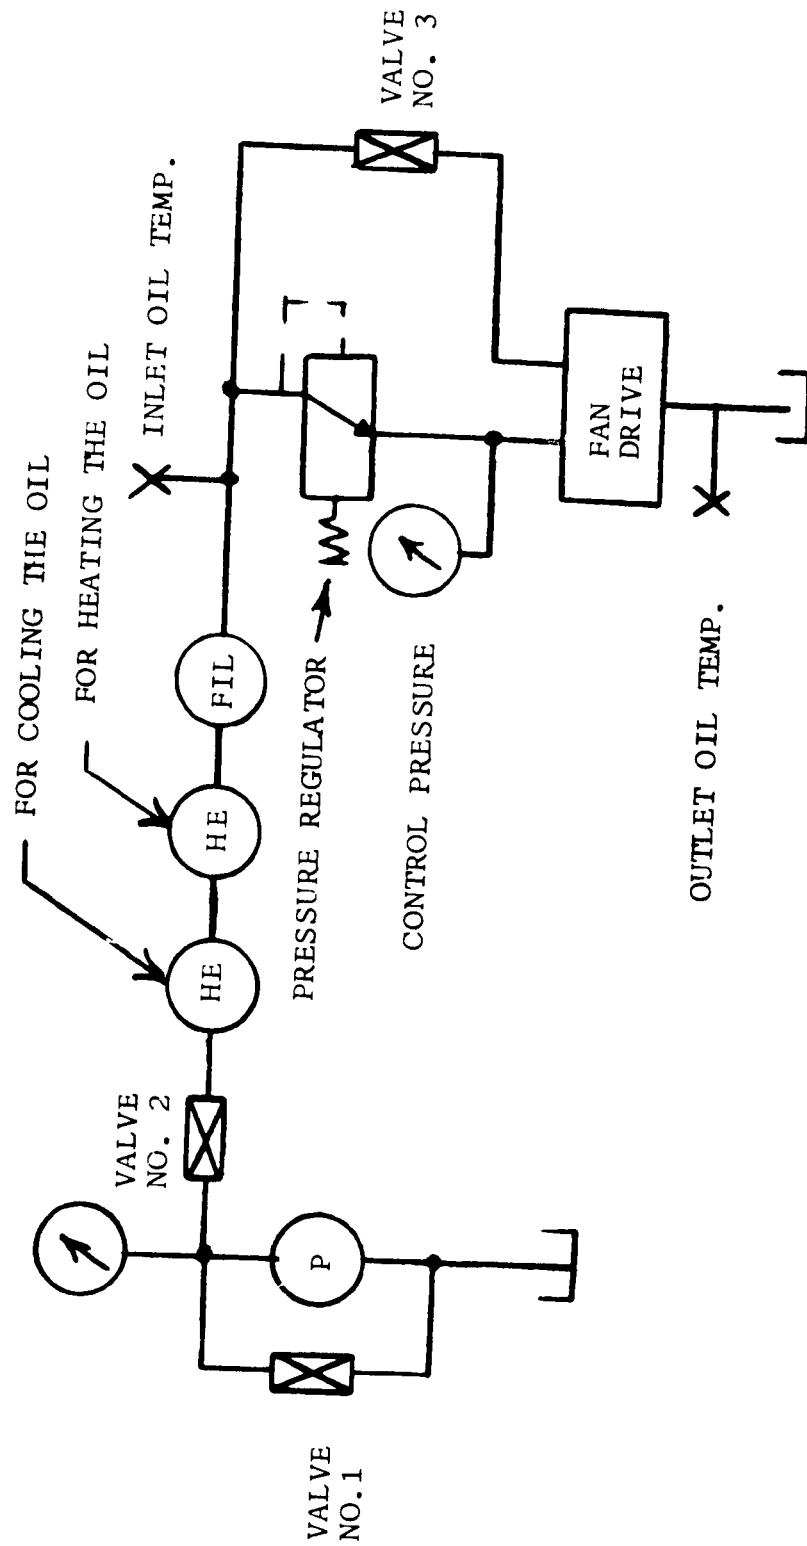 FOR COOLING THE OIL
FOR HEATING THE OIL
INLET OIL TEMP.
VALVE
NO. 3
VALVE
NO. 2
HE
HE
FIL
PRESSURE REGULATOR
CONTROL PRESSURE
P
VALVE
NO.1
FAN
DRIVE
OUTLET OIL TEMP.